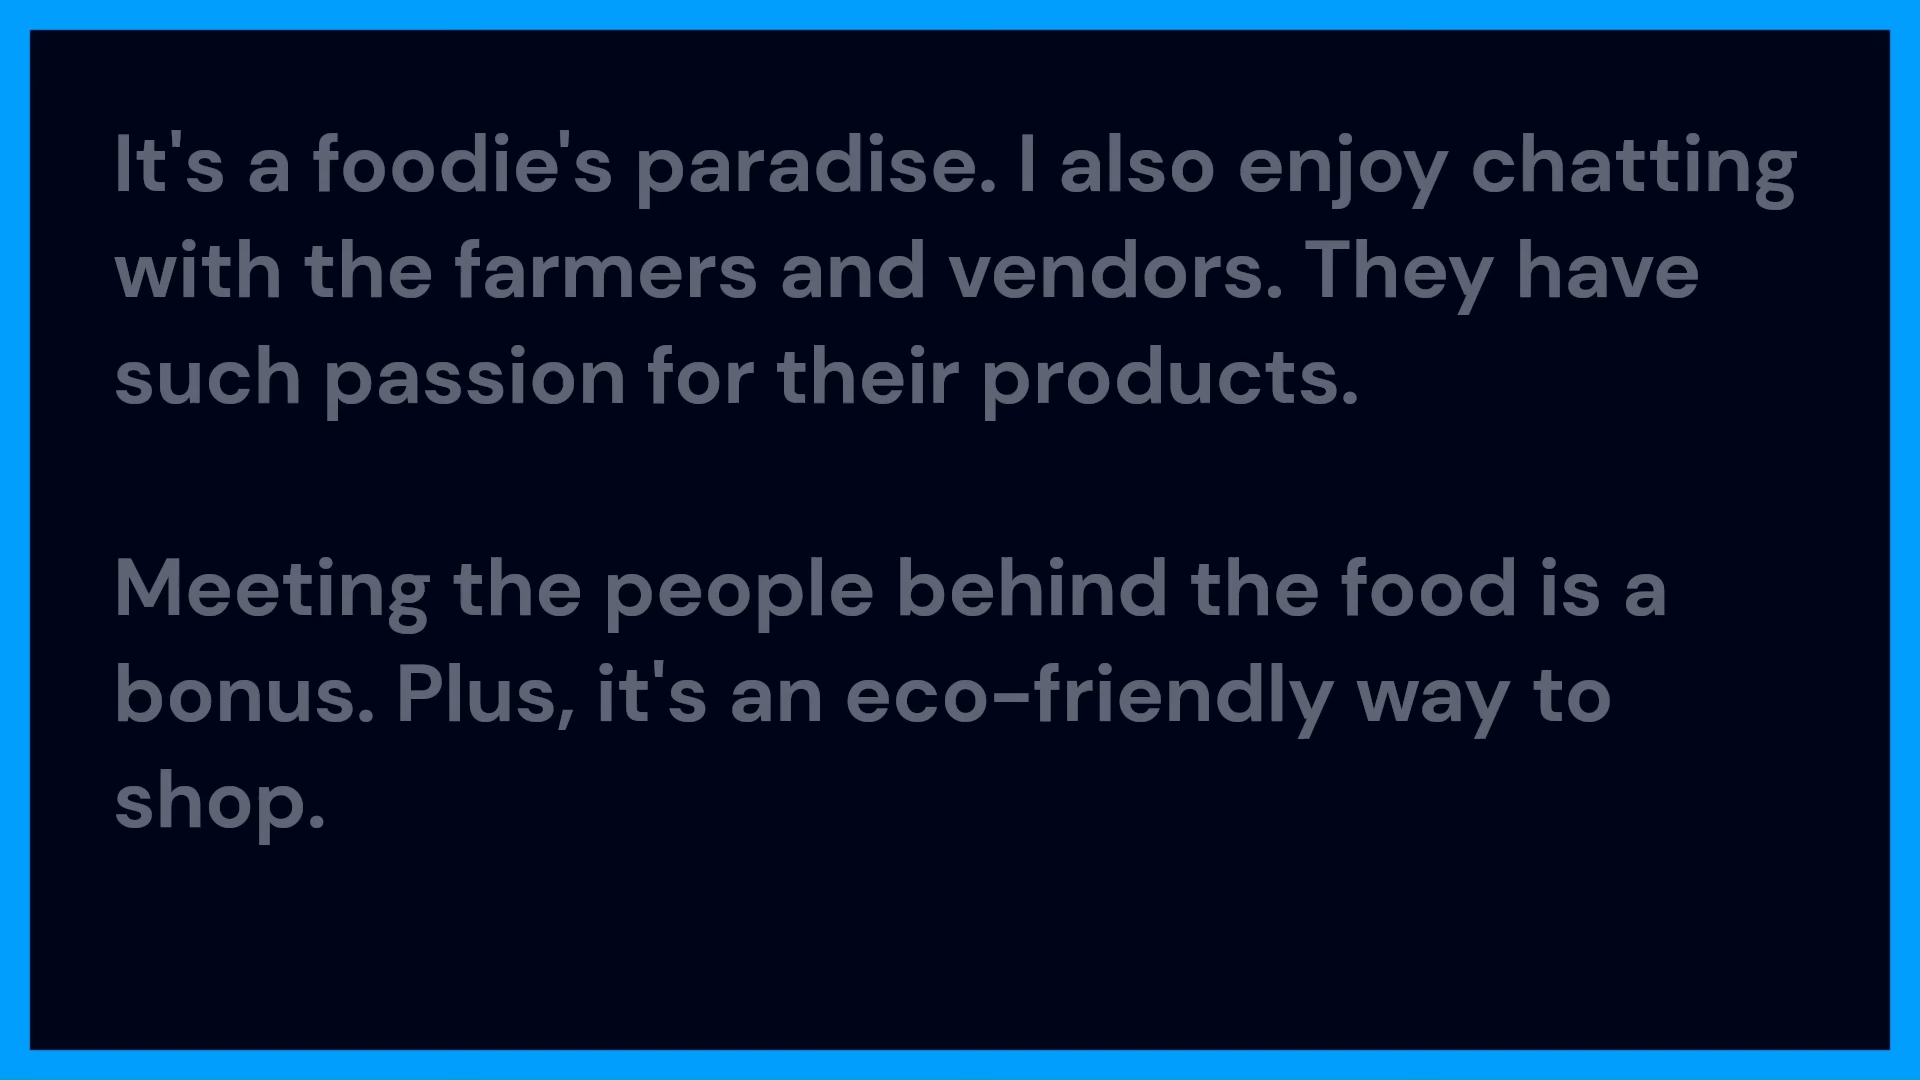 It's a foodie's paradise. I also enjoy chatting
with the farmers and vendors. They have
such passion for their products.
Meeting the people behind the food is a
bonus. Plus, it's an eco-friendly way to
shop.